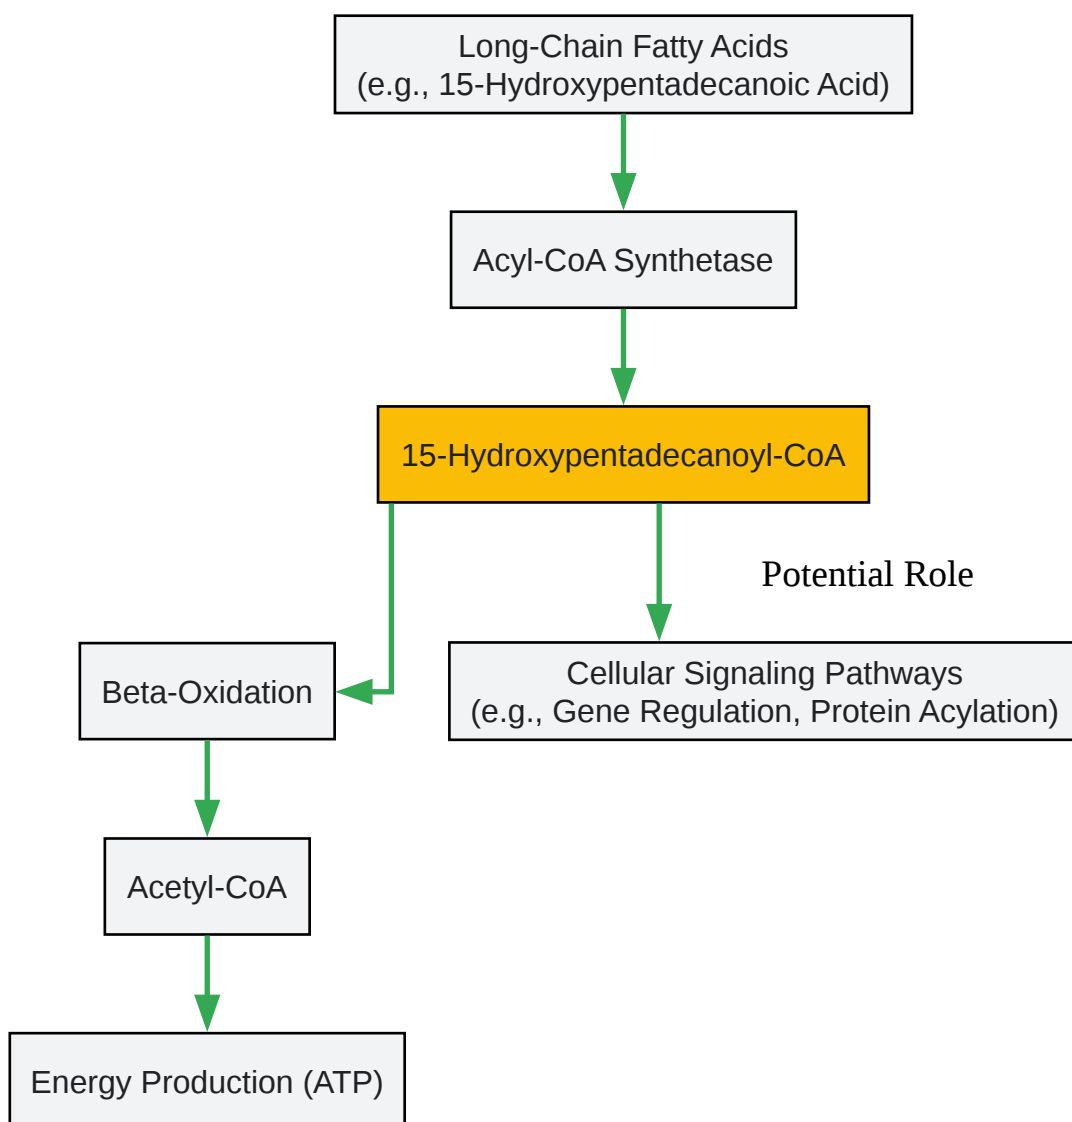 Long-Chain Fatty Acids
(e.g., 15-Hydroxypentadecanoic Acid)
Acyl-CoA Synthetase
15-Hydroxypentadecanoyl-CoA
Potential Role
Beta-Oxidation
Cellular Signaling Pathways
(e.g., Gene Regulation, Protein Acylation)
Acetyl-CoA
Energy Production (ATP)